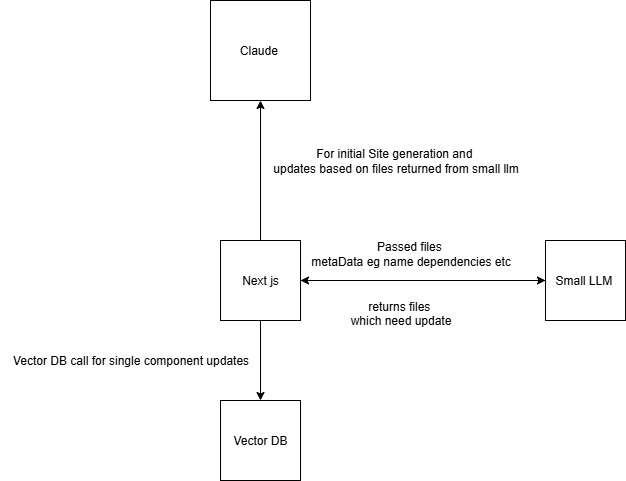 Claude
For initial Site generation and
updates based on files returned from small llm
Passed files
metaData eg name dependencies etc
Next js
Small LLM
returns files
which need update
Vector DB call for single component updates
Vector DB